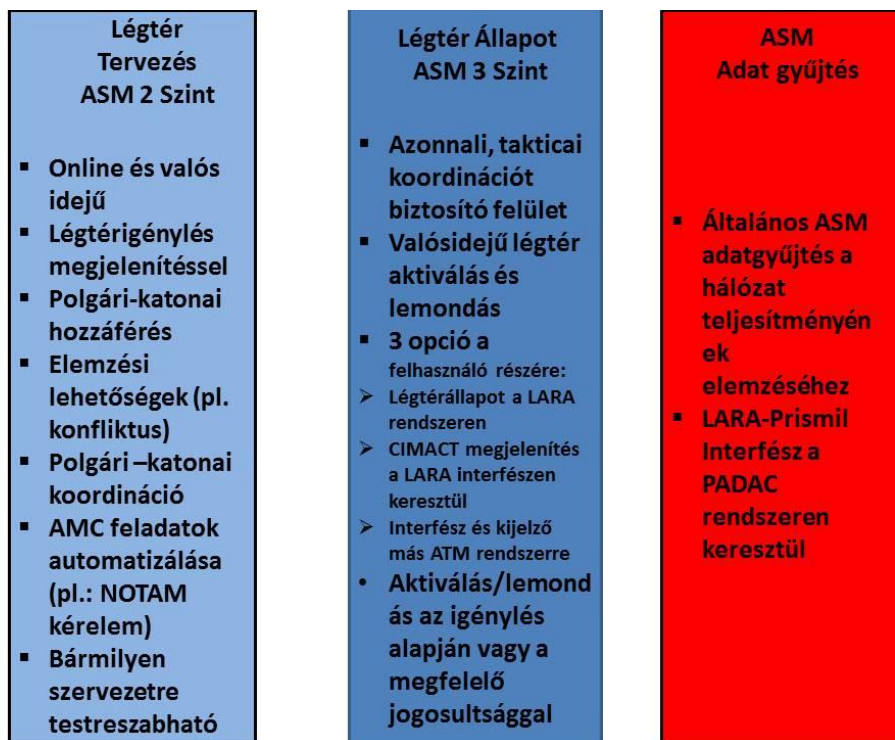 Légtér
Tervezés
ASM 2 Szint
▪ Online és valós
idejű
▪ Légtérigénylés
megjelenítéssel
▪ Polgári-katonai
hozzáférés
▪ Elemzési
lehetőségek (pl.
konfliktus)
▪ Polgári –katonai
koordináció
▪ AMC feladatok
automatizálása
(pl.: NOTAM
kérelem)
▪ Bármilyen
szervezetre
testreszabható
Légtér Állapot
ASM 3 Szint
▪ Azonnali, takticai
koordinációt
biztosító felület
▪ Valósidejű légtér
aktiválás és
lemondás
▪ 3 opció a
felhasználó részére:
➢ Légtérállapot a LARA
rendszeren
➢ CIMACT megjelenítés
a LARA interfészen
keresztül
➢ Interfész és kijelző
más ATM rendszerre
• Aktiválás/lemond
ás az igénylés
alapján vagy a
megfelelő
jogosultsággal
ASM
Adat gyűjtés
▪ Általános ASM
adatgyűjtés a
hálózat
teljesítményén
ek
elemzéséhez
▪ LARA-Prismil
Interfész a
PADAC
rendszeren
keresztül